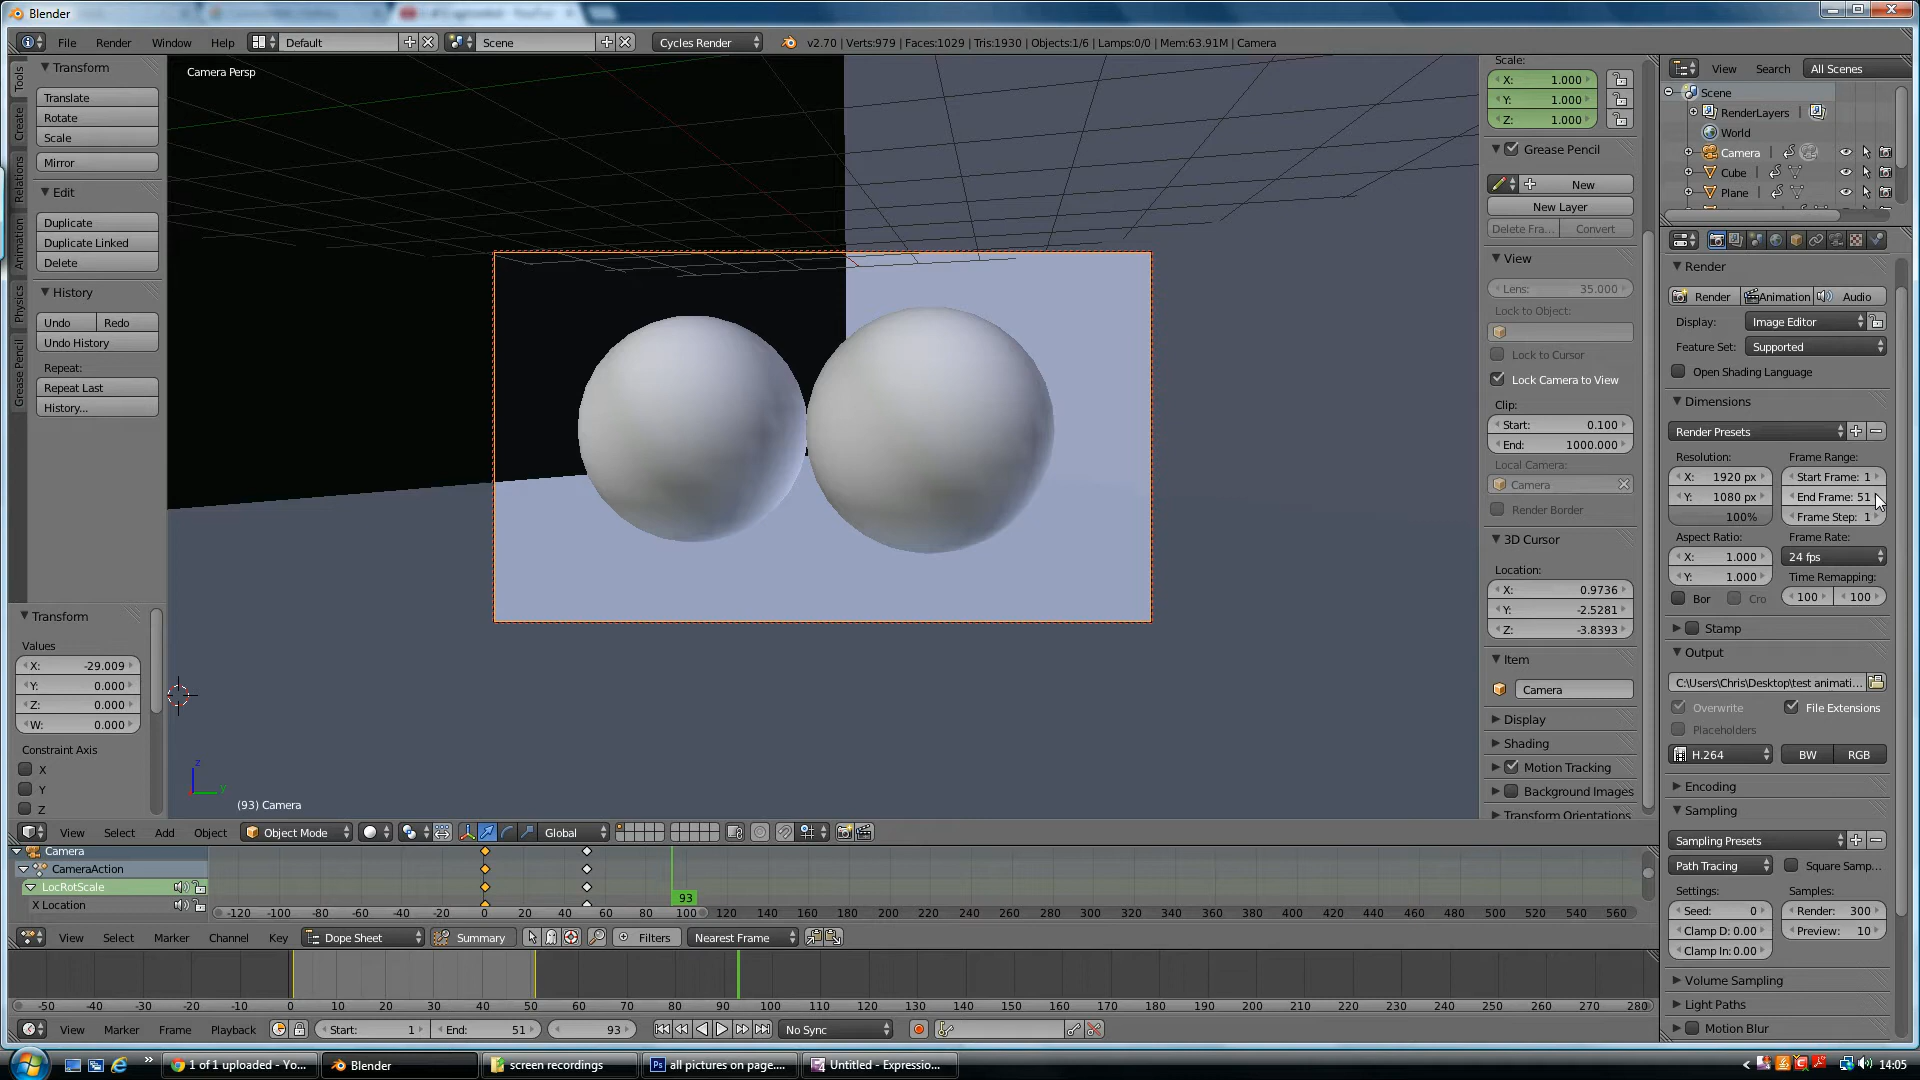 Blender
File Render Window Help Default Scene Cycles Render v2.70 | Verts:979 | Faces:1029 | Tris:1930 | Objects:1/6 | Lamps:0/0 | Mem:63.91M | Camera
Tools
Create
Relations
Animation
Physics
Grease Pencil
Transform
Translate
Rotate
Scale
Mirror
Edit
Duplicate
Duplicate Linked
Delete
History
Undo Redo
Undo History
Repeat:
Repeat Last
History...
Transform
Values
X: -29.009
Y: 0.000
Z: 0.000
W: 0.000
Constraint Axis
X
Y
Z
Camera Persp
z
y
(93) Camera
Scale:
X: 1.000
Y: 1.000
Z: 1.000
Grease Pencil
New
New Layer
Delete Fra... Convert
View
Lens: 35.000
Lock to Object:
Lock to Cursor
Lock Camera to View
Clip:
Start: 0.100
End: 1000.000
Local Camera:
Camera
Render Border
3D Cursor
Location:
X: 0.9736
Y: -2.5281
Z: -3.8393
Item
Camera
Display
Shading
Motion Tracking
Background Images
Transform Orientations
View Search All Scenes
Scene
RenderLayers
World
Camera
Cube
Plane
Render
Render Animation Audio
Display: Image Editor
Feature Set: Supported
Open Shading Language
Dimensions
Render Presets
Resolution: Frame Range:
X: 1920 px Start Frame: 1
Y: 1080 px End Frame: 51
100% Frame Step: 1
Aspect Ratio: Frame Rate:
X: 1.000 24 fps
Y: 1.000 Time Remapping:
Bor Cro 100 100
Stamp
Output
C:\Users\Chris\Desktop\test animati...
Overwrite File Extensions
Placeholders
H.264 BW RGB
Encoding
Sampling
Sampling Presets
Path Tracing Square Samp...
Settings: Samples:
Seed: 0 Render: 300
Clamp D: 0.00 Preview: 10
Clamp In: 0.00
Volume Sampling
Light Paths
Motion Blur
View Select Add Object Object Mode Global
Camera
CameraAction
LocRotScale
X Location
93
-120 -100 -80 -60 -40 -20 0 20 40 60 80 100 120 140 160 180 200 220 240 260 280 300 320 340 360 380 400 420 440 460 480 500 520 540 560
View Select Marker Channel Key Dope Sheet Summary Filters Nearest Frame
-50 -40 -30 -20 -10 0 10 20 30 40 50 60 70 80 90 100 110 120 130 140 150 160 170 180 190 200 210 220 230 240 250 260 270 280
View Marker Frame Playback Start: 1 End: 51 93 No Sync
1 of 1 uploaded - Yo... Blender screen recordings Ps all pictures on page.... Untitled - Expressio... 14:05